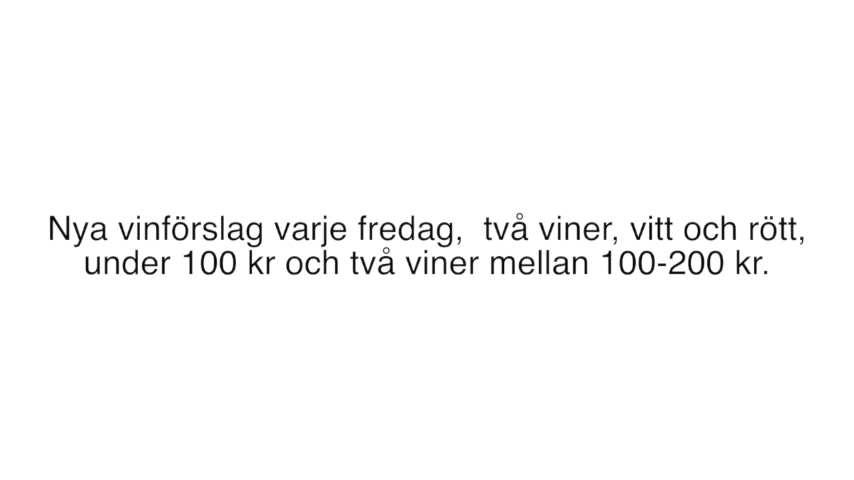 Nya vinförslag varje fredag,  två viner, vitt och rött,
under 100 kr och två viner mellan 100-200 kr.